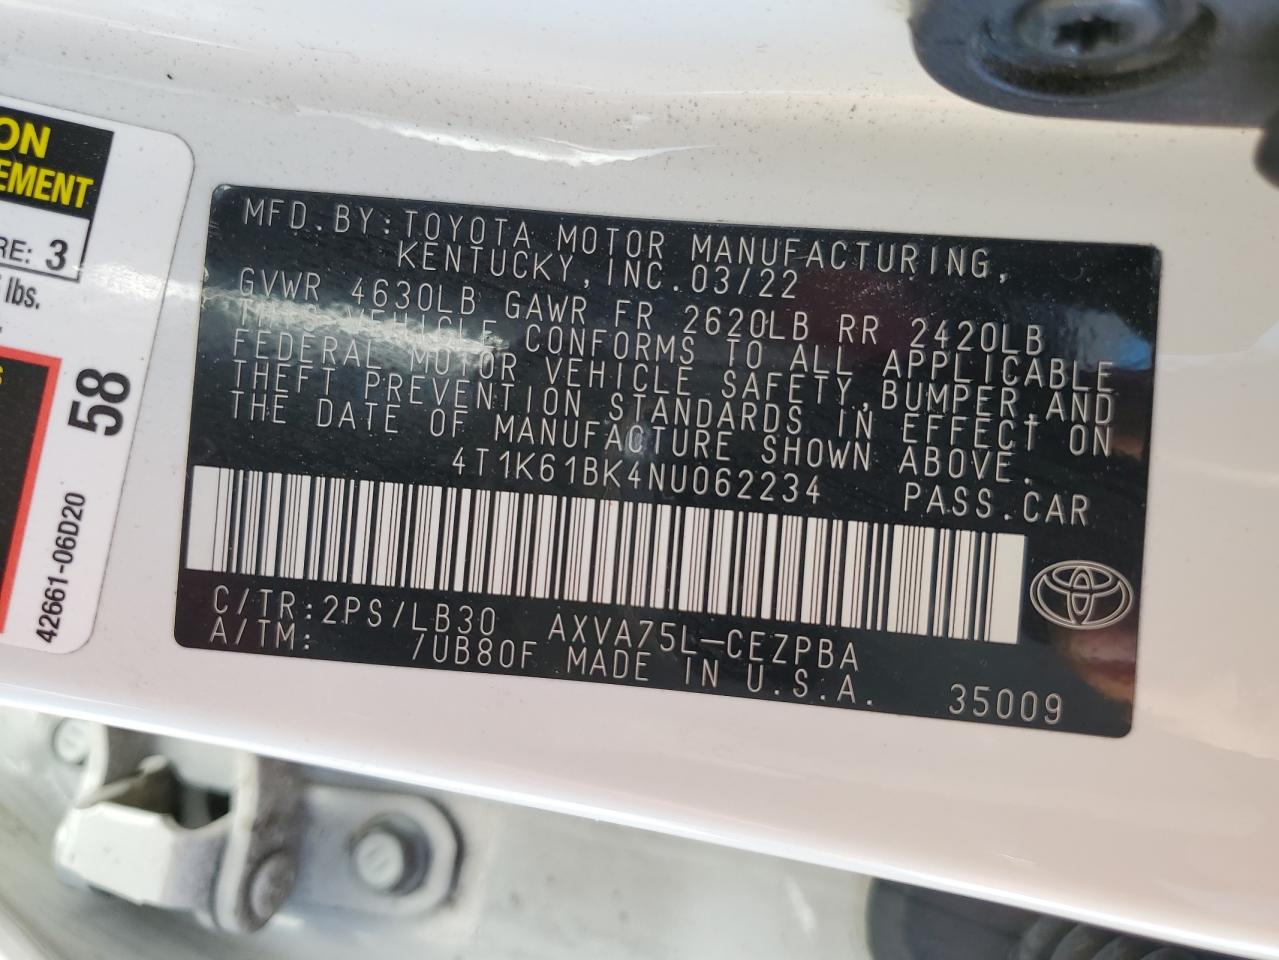 ON
EMENT
RE: 3
lbs.
58
42661-06D20
MFD.BY:TOYOTA MOTOR MANUFACTURING,
KENTUCKY,INC.03/22
GVWR 4630LB GAWR FR 2620LB RR 2420LB
THIS VEHICLE CONFORMS TO ALL APPLICABLE
FEDERAL MOTOR VEHICLE SAFETY,BUMPER,AND
THEFT PREVENTION STANDARDS IN EFFECT ON
THE DATE OF MANUFACTURE SHOWN ABOVE.
4T1K61BK4NU062234 PASS.CAR
C/TR:2PS/LB30 AXVA75L-CEZPBA
A/TM: /UB80F MADE IN U.S.A. 35009